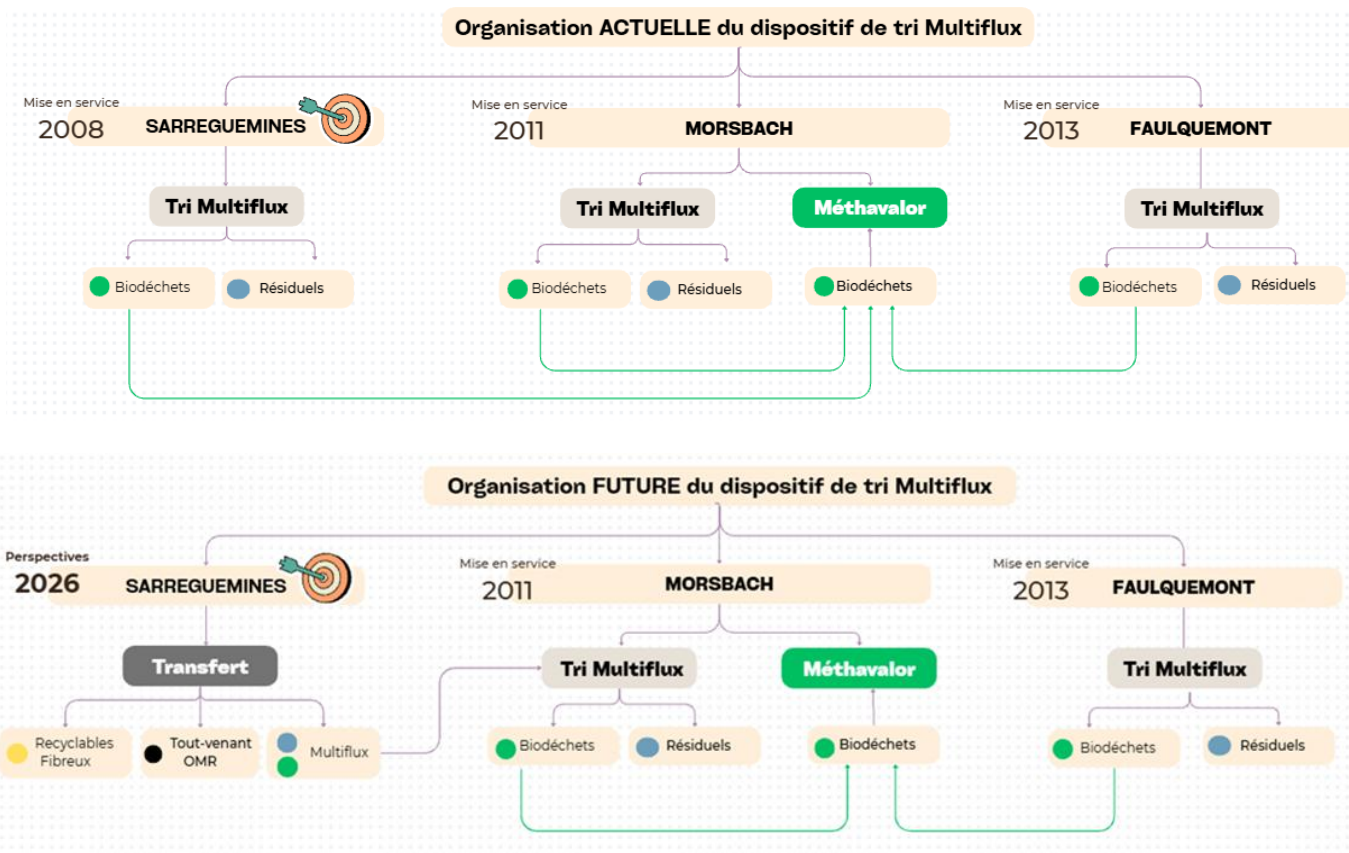 Organisation ACTUELLE du dispositif de tri Multiflux
Mise en service
2008
SARREGUEMINES
Mise en service
2011
MORSBACH
Mise en service
2013
FAULQUEMONT
Tri Multiflux
Tri Multiflux
Méthavalor
Tri Multiflux
Biodéchets
Résiduels
Biodéchets
Résiduels
Biodéchets
Biodéchets
Résiduels
Organisation FUTURE du dispositif de tri Multiflux
Perspectives
2026
SARREGUEMINES
Mise en service
2011
MORSBACH
Mise en service
2013
FAULQUEMONT
Transfert
Tri Multiflux
Méthavalor
Tri Multiflux
Recyclables
Fibreux
Tout-venant
OMR
Multiflux
Biodéchets
Résiduels
Biodéchets
Biodéchets
Résiduels